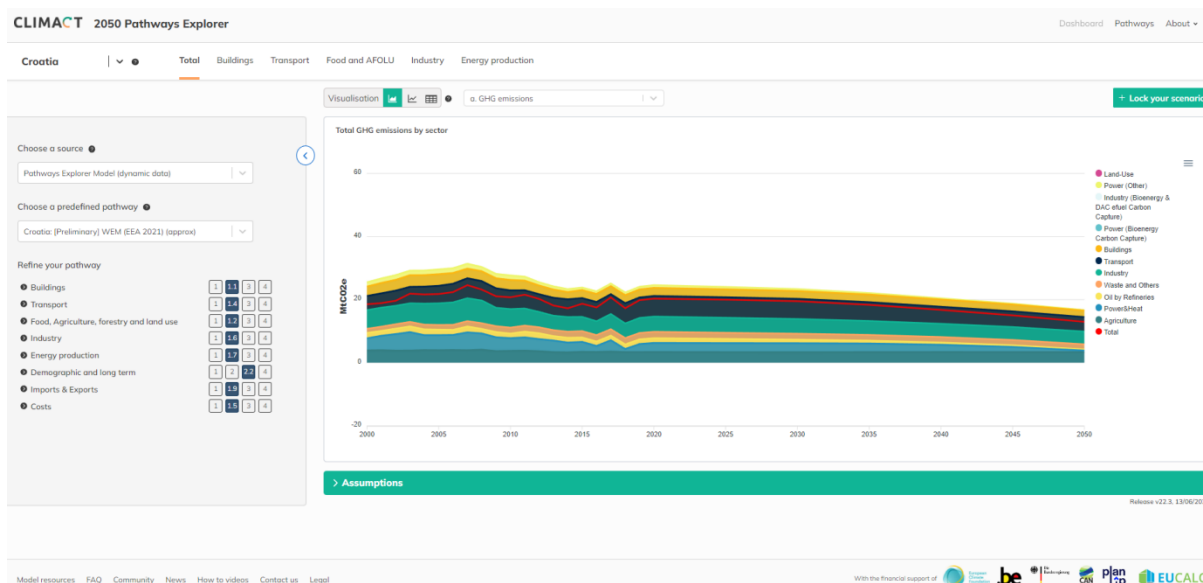 CLIMACT 2050 Pathways Explorer
Dashboard Pathways About
Croatia
Total Buildings Transport Food and AFOLU Industry Energy production
Visualisation a. GHG emissions
+ Lock your scenario
Choose a source
Pathways Explorer Model (dynamic data)
Choose a predefined pathway
Croatia: (Preliminary) WEM (EEA 2021) (approx)
Refine your pathway
Buildings 1 1.1 3 4
Transport 1 1.4 3 4
Food, Agriculture, forestry and land use 1 1.2 3 4
Industry 1 1.6 3 4
Energy production 1 1.7 3 4
Demographic and long term 1 2 2.2 4
Imports & Exports 1 1.9 3 4
Costs 1 1.5 3 4
Total GHG emissions by sector
60
40
20
0
-20
MtCO2e
2000 2005 2010 2015 2020 2025 2030 2035 2040 2045 2050
Land-Use
Power (Other)
Industry (Bioenergy &
DAC efuel Carbon
Capture)
Power (Bioenergy
Carbon Capture)
Buildings
Transport
Industry
Waste and Others
Oil by Refineries
Power&Heat
Agriculture
Total
Assumptions
Release v22.3, 13/06/20
Model resources FAQ Community News How to videos Contact us Legal
With the financial support of
European
Climate
Foundation
.be
CAN
plan
EUCALC